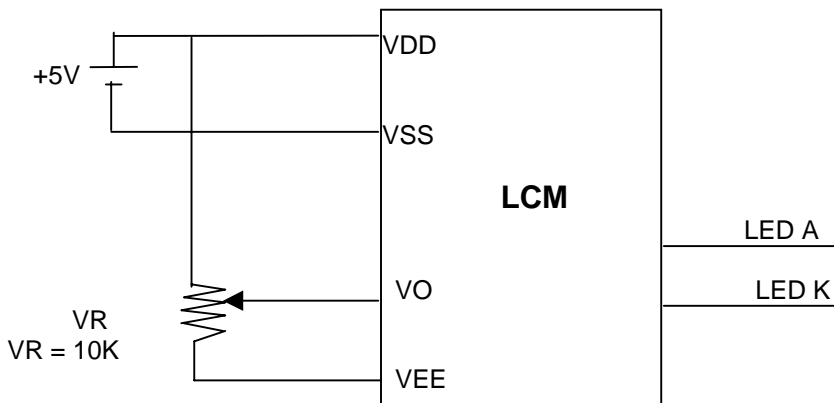 VDD
+5V
VSS
LCM
LED A
VO
LED K
VR
VR = 10K
VEE